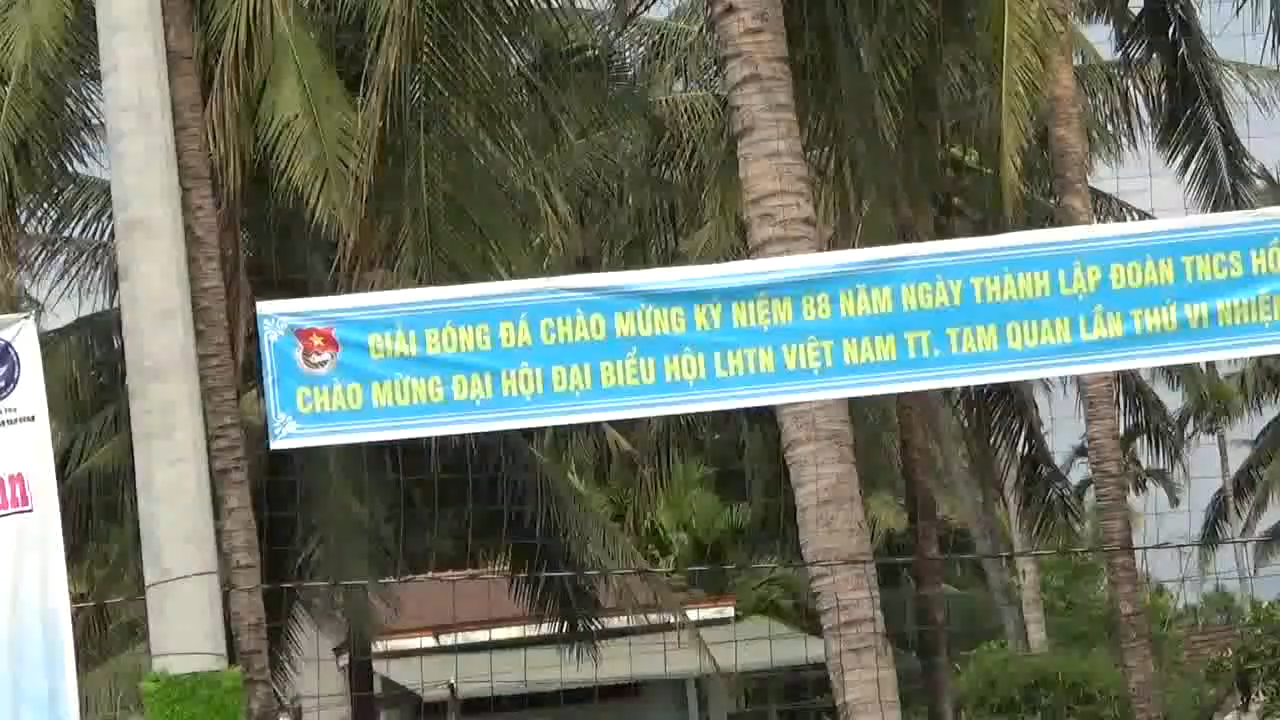 GIẢI BÓNG ĐÁ CHÀO MỪNG KỶ NIỆM 88 NĂM NGÀY THÀNH LẬP ĐOÀN TNCS HỒ
CHÀO MỪNG ĐẠI HỘI ĐẠI BIỂU HỘI LHTN VIỆT NAM TT. TAM QUAN LẦN THỨ VI NHIỆM